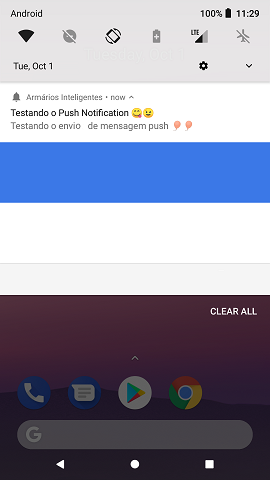 Android 100% 11:29
LTE
Tue, Oct 1
Armários Inteligentes • now
Testando o Push Notification 😋😉
Testando o envio de mensagem push 🎈🎈
CLEAR ALL
G